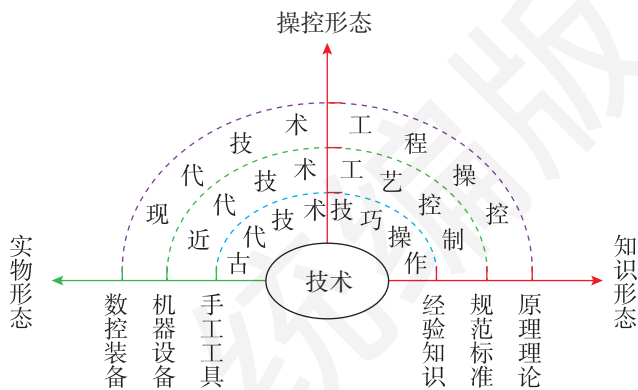 操控形态
现代技术
工程操控
近代技术
工艺控制
古代技术
技巧操作
实物形态
技术
知识形态
数控装备
机器设备
手工工具
经验知识
规范标准
原理理论
统编版